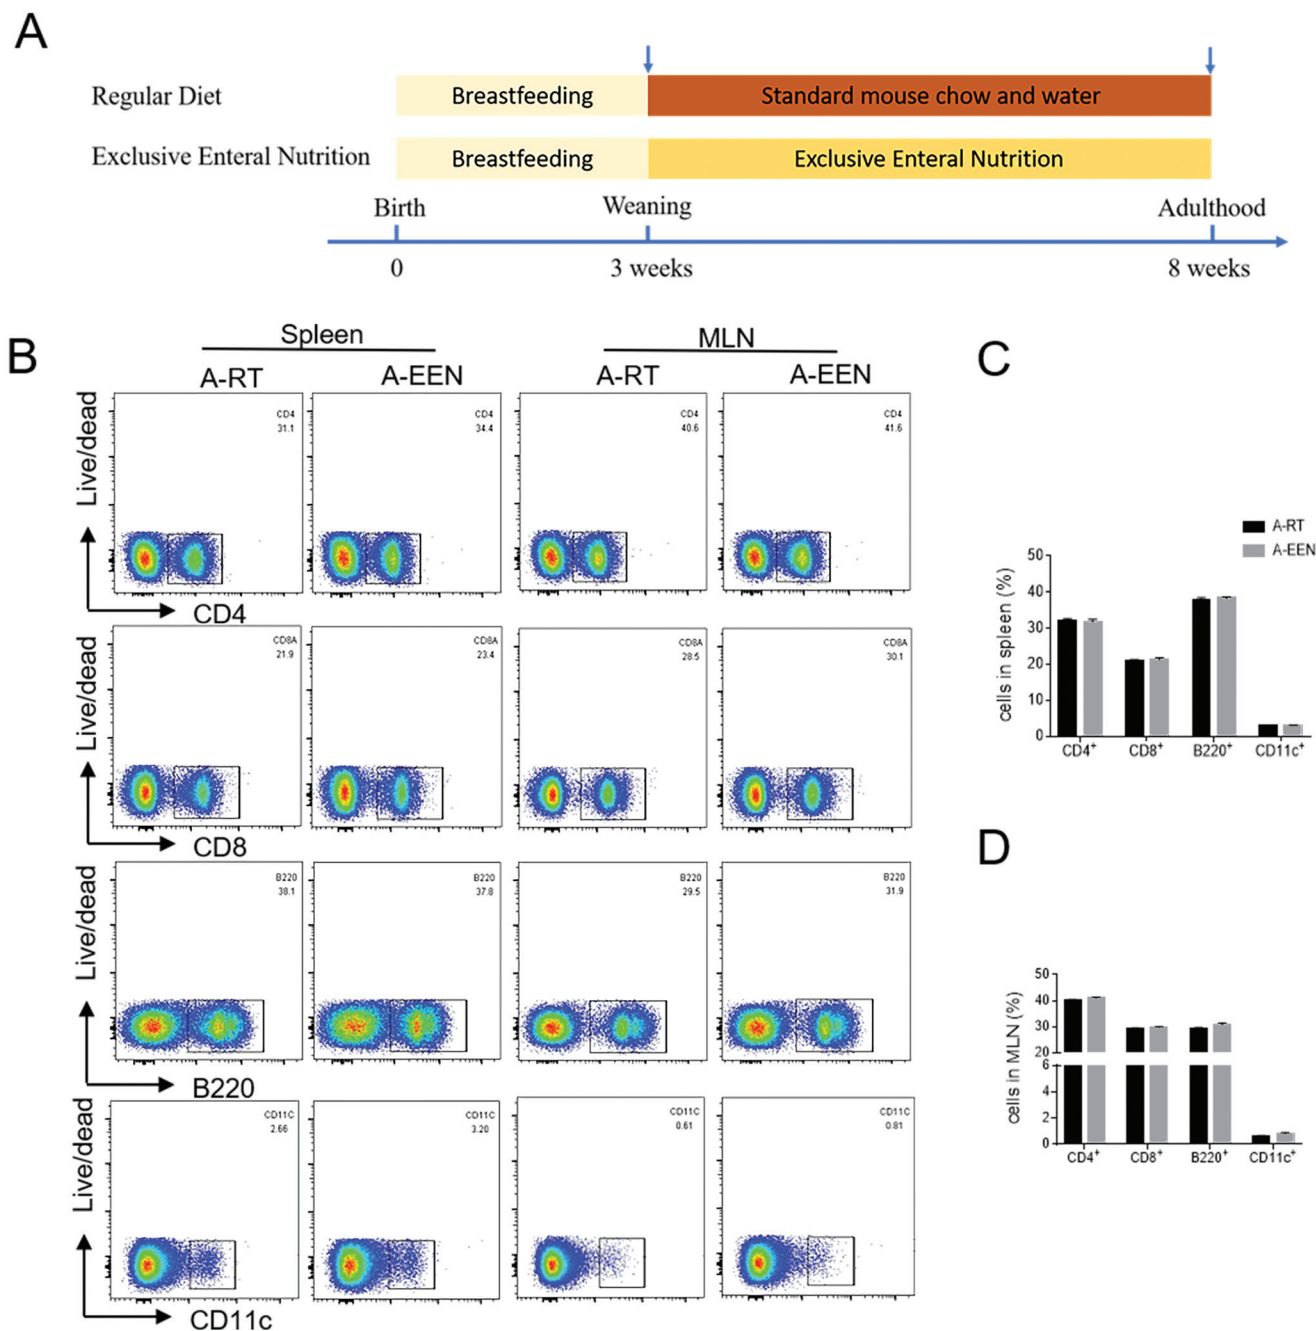 A
Regular Diet
Breastfeeding
Standard mouse chow and water
Exclusive Enteral Nutrition
Breastfeeding
Exclusive Enteral Nutrition
Birth
Weaning
Adulthood
0
3 weeks
8 weeks
B
Spleen
MLN
A-RT
A-EEN
A-RT
A-EEN
Live/dead
CD4
31.1
CD4
34.4
CD4
40.6
CD4
41.6
CD4
Live/dead
CD8A
21.9
CD8A
23.4
CD8A
28.5
CD8A
30.1
CD8
Live/dead
B220
38.1
B220
37.8
B220
29.5
B220
31.9
B220
Live/dead
CD11C
2.66
CD11C
3.20
CD11C
0.61
CD11C
0.81
CD11c
C
A-RT
A-EEN
cells in spleen (%)
50
40
30
20
10
0
CD4⁺
CD8⁺
B220⁺
CD11c⁺
D
cells in MLN (%)
50
40
30
20
6
4
2
0
CD4⁺
CD8⁺
B220⁺
CD11c⁺